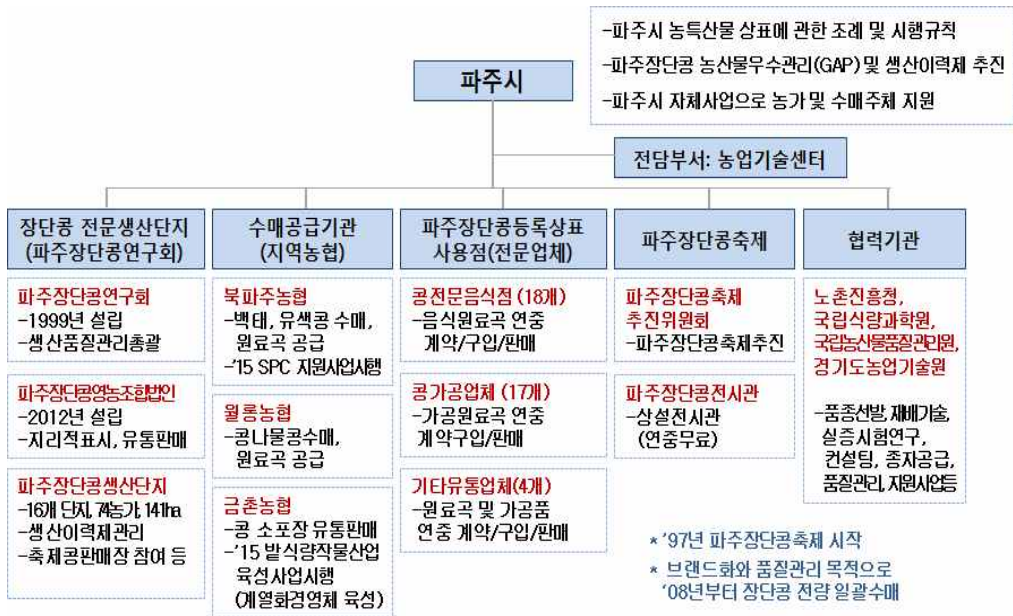 -파주시 농특산물 상표에 관한 조례 및 시행규칙
-파주장단콩 농산물우수관리(GAP) 및 생산이력제 추진
-파주시 자체사업으로 농가 및 수매주체 지원
파주시
전담부서: 농업기술센터
장단콩 전문생산단지
(파주장단콩연구회)
파주장단콩연구회
-1999년 설립
-생산품질관리총괄
파주장단콩영농조합법인
-2012년 설립
-지리적표시, 유통판매
파주장단콩생산단지
-16개 단지, 74농가, 141ha
-생산이력제관리
-축제콩판매장 참여 등
수매공급기관
(지역농협)
북파주농협
-백태, 유색콩 수매,
원료곡 공급
-'15 SPC 지원사업시행
월롱농협
-콩나물콩수매,
원료곡 공급
금촌농협
-콩 소포장 유통판매
-'15 밭식량작물산업
육성사업시행
(계열화경영체 육성)
파주장단콩등록상표
사용점(전문업체)
콩전문음식점 (18개)
-음식원료곡 연중
계약/구입/판매
콩가공업체 (17개)
-가공원료곡 연중
계약구입/판매
기타유통업체(4개)
-원료곡 및 가공품
연중 계약/구입/판매
파주장단콩축제
파주장단콩축제
추진위원회
-파주장단콩축제추진
파주장단콩전시관
-상설전시관
(연중무료)
협력기관
노촌진흥청,
국립식량과학원,
국립농산물품질관리원,
경기도농업기술원
-품종선발, 재배기술,
실증시험연구,
컨설팅, 종자공급,
품질관리, 지원사업등
* '97년 파주장단콩축제 시작
* 브랜드화와 품질관리 목적으로
'08년부터 장단콩 전량 일괄수매